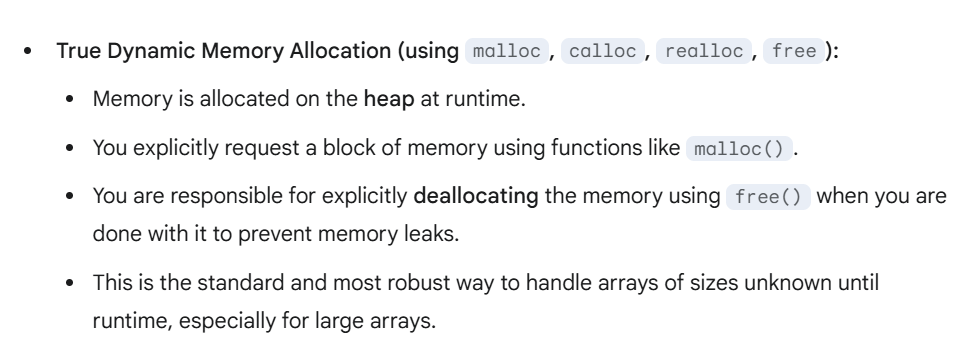 True Dynamic Memory Allocation (using malloc, calloc, realloc, free):
Memory is allocated on the heap at runtime.
You explicitly request a block of memory using functions like malloc().
You are responsible for explicitly deallocating the memory using free() when you are
done with it to prevent memory leaks.
This is the standard and most robust way to handle arrays of sizes unknown until
runtime, especially for large arrays.